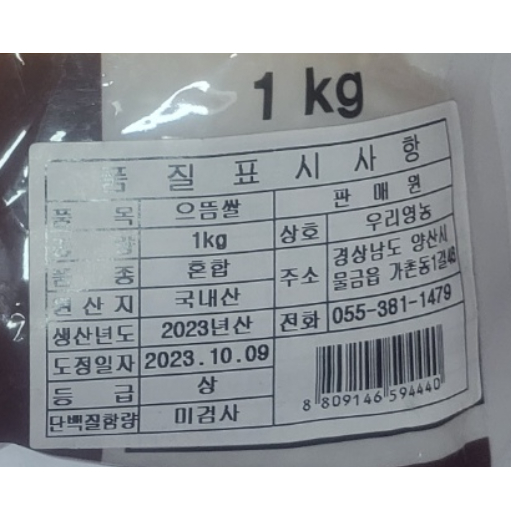 1 kg
품 질 표 시 사 항
품 목 으뜸쌀
중 량 1kg
품 종 혼합
원 산 지 국내산
생산년도 2023년산
도정일자 2023.10.09
등 급 상
단백질함량 미검사
판 매 원
상호 우리영농
주소 경상남도 양산시
물금읍 가촌동1길48
전화 055-381-1479
8 809146 594440